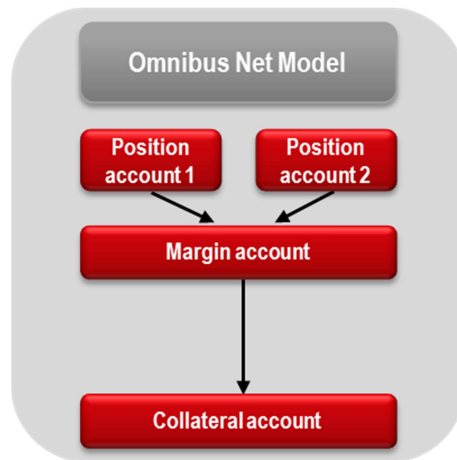 Omnibus Net Model
Position
account 1
Position
account 2
Margin account
Collateral account